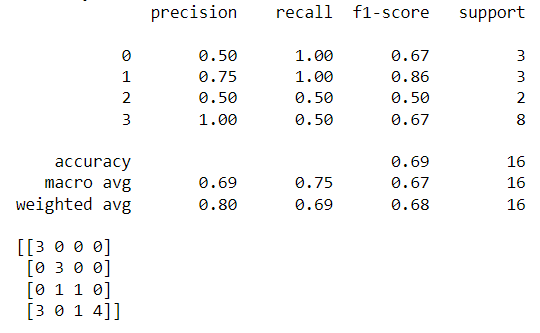 precision recall f1-score support
0 0.50 1.00 0.67 3
1 0.75 1.00 0.86 3
2 0.50 0.50 0.50 2
3 1.00 0.50 0.67 8
accuracy 0.69 16
macro avg 0.69 0.75 0.67 16
weighted avg 0.80 0.69 0.68 16
[[3 0 0 0]
[0 3 0 0]
[0 1 1 0]
[3 0 1 4]]